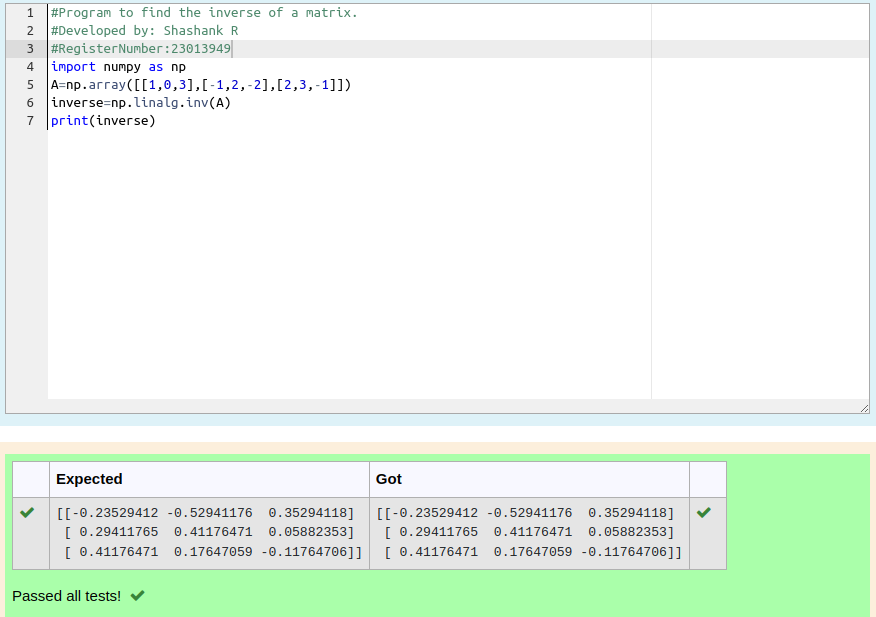 1 #Program to find the inverse of a matrix.
2 #Developed by: Shashank R
3 #RegisterNumber:23013949
4 import numpy as np
5 A=np.array([[1,0,3],[-1,2,-2],[2,3,-1]])
6 inverse=np.linalg.inv(A)
7 print(inverse)
Expected Got
[[-0.23529412 -0.52941176  0.35294118] [[-0.23529412 -0.52941176  0.35294118]
[ 0.29411765  0.41176471  0.05882353] [ 0.29411765  0.41176471  0.05882353]
[ 0.41176471  0.17647059 -0.11764706]] [ 0.41176471  0.17647059 -0.11764706]]
Passed all tests!